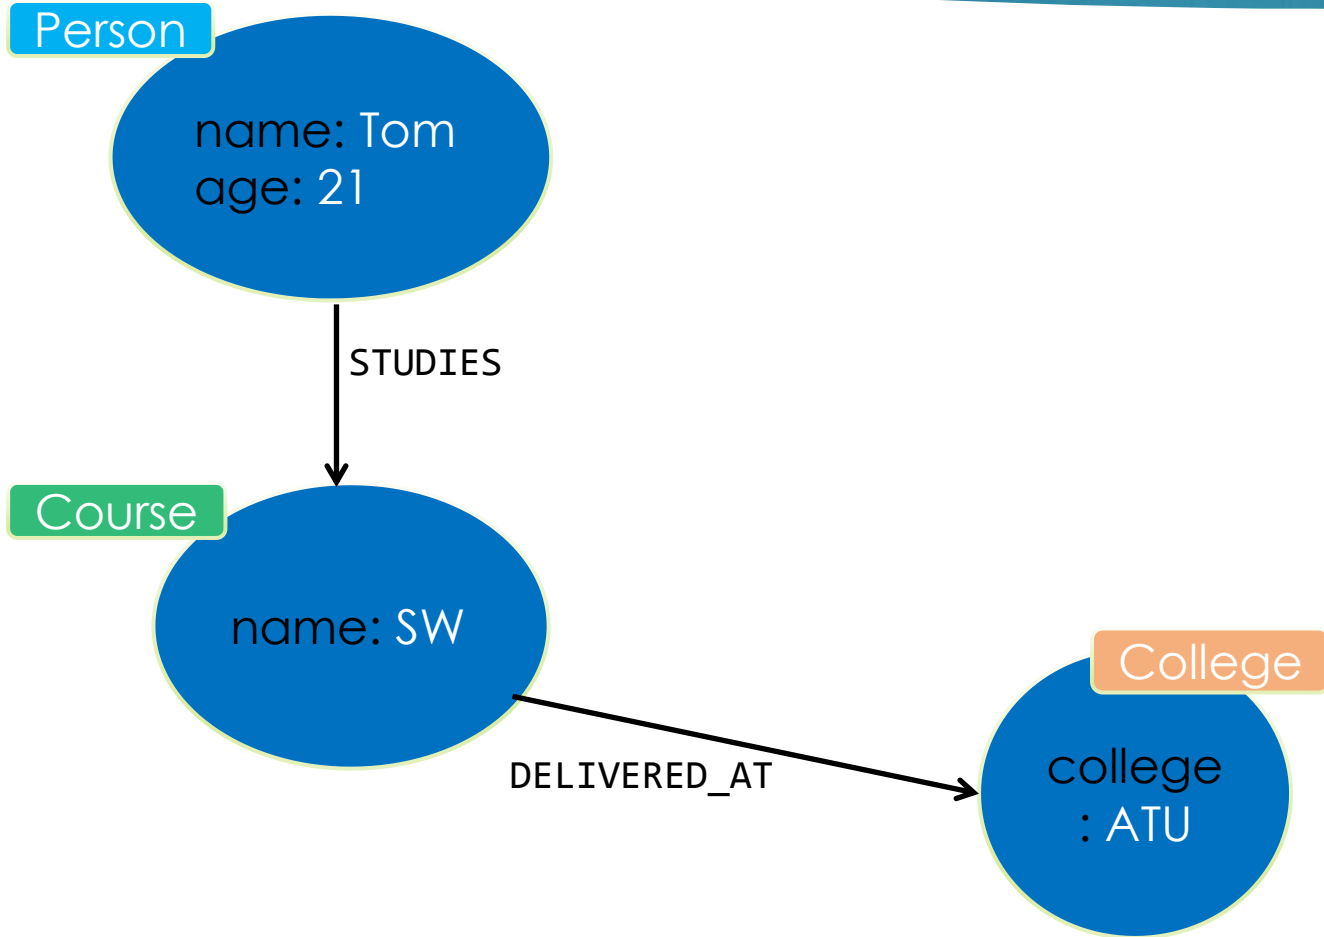 Person
name: Tom
age: 21
STUDIES
Course
name: SW
College
DELIVERED_AT
college
: ATU